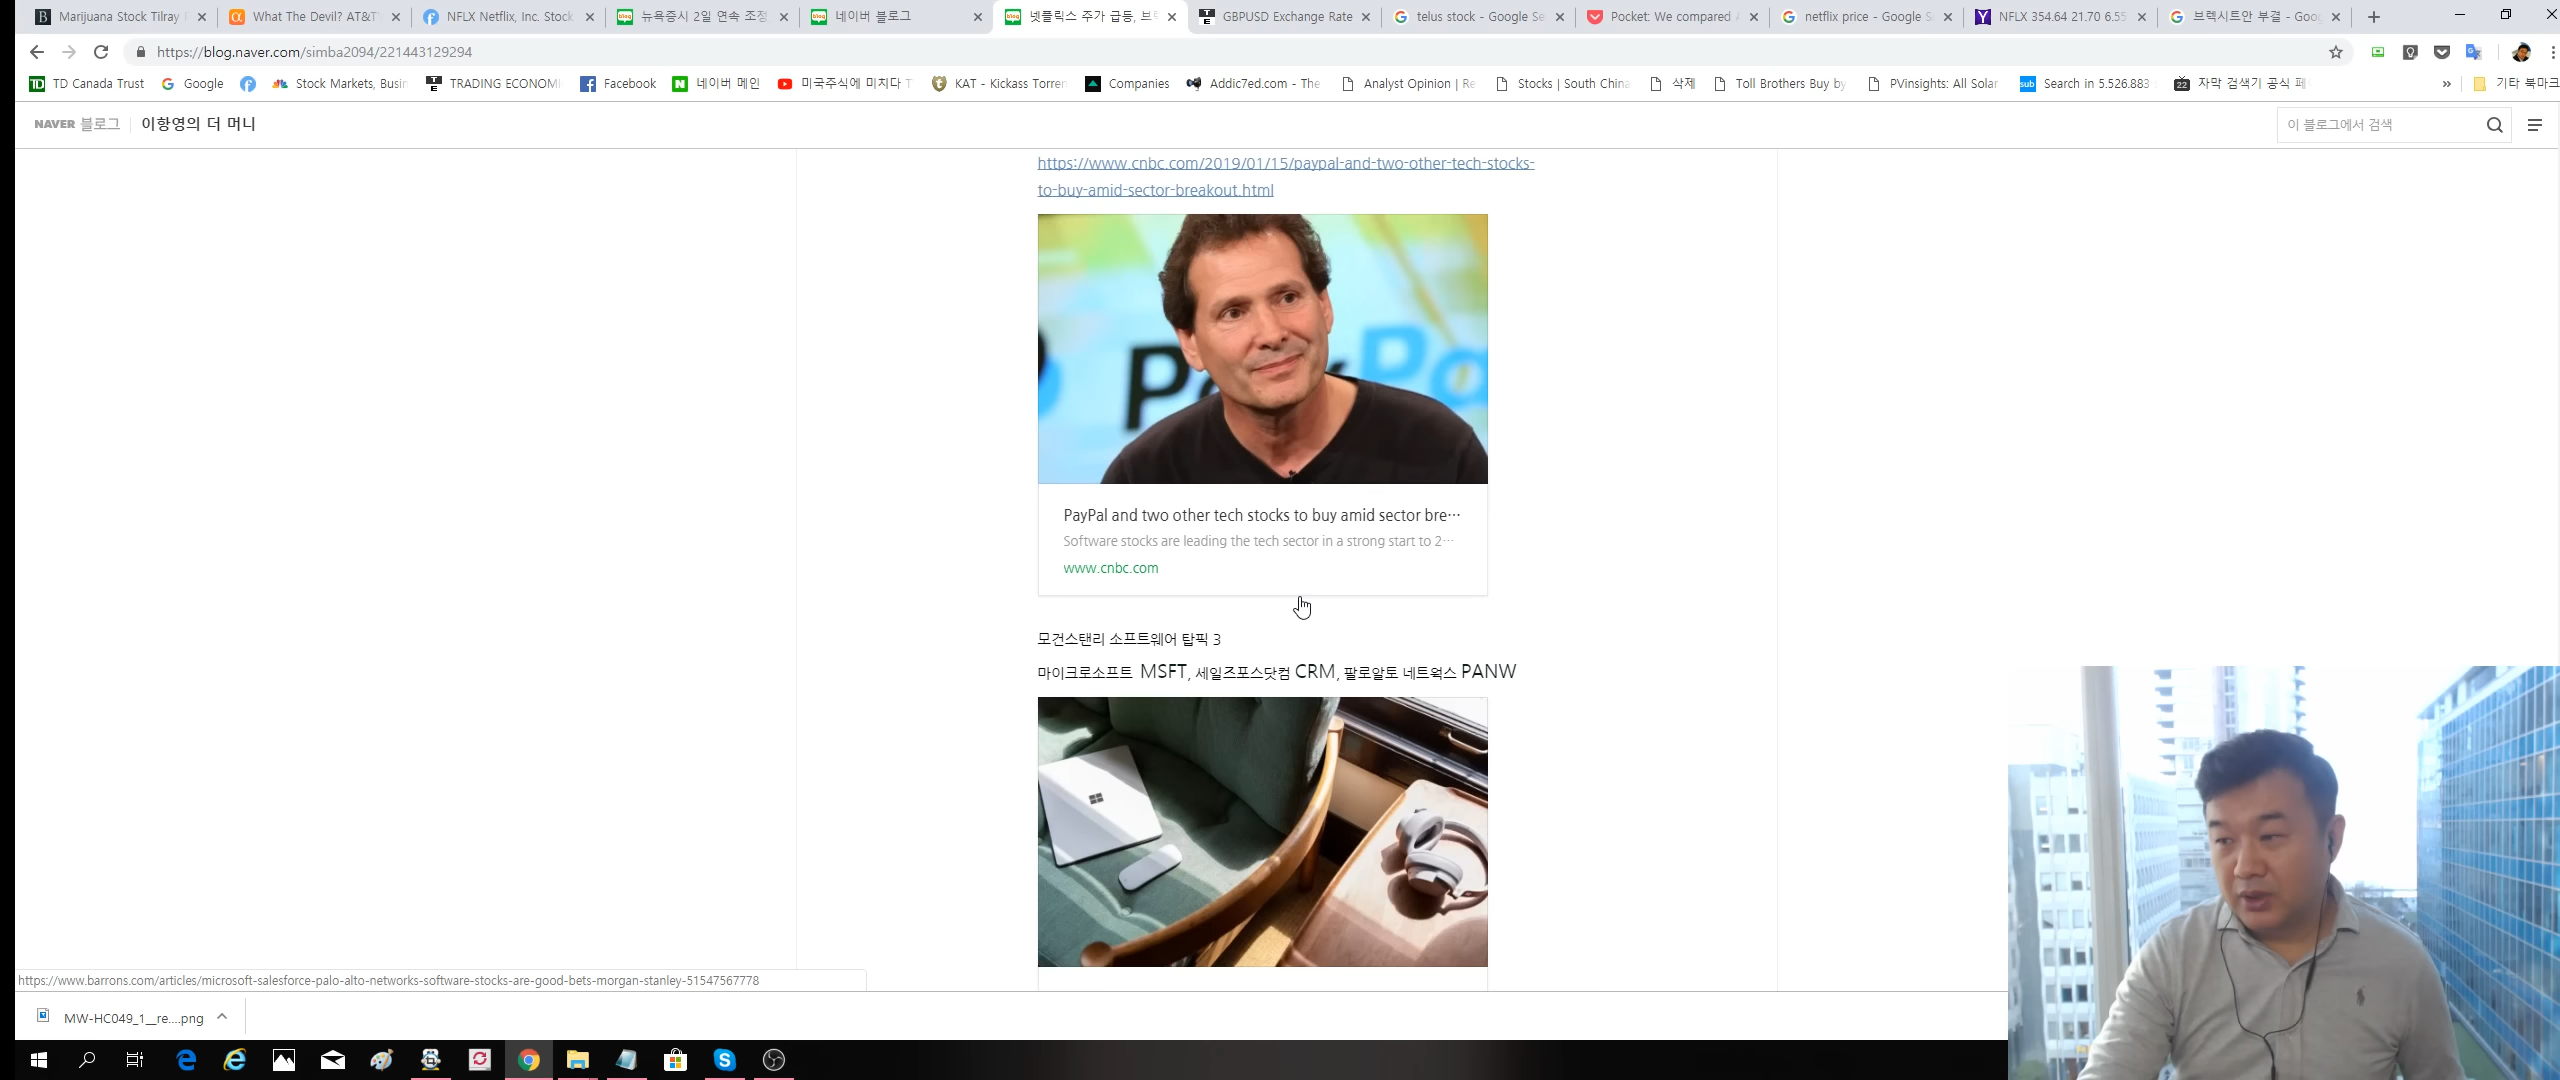 Marijuana Stock Tilray
What The Devil? AT&T'
NFLX Netflix, Inc. Stock
뉴욕증시 2일 연속 조정
네이버 블로그
넷플릭스 주가 급등, 브
GBPUSD Exchange Rate
telus stock - Google Se
Pocket: We compared
netflix price - Google S
NFLX 354.64 21.70 6.55
브렉시트안 부결 - Goog
https://blog.naver.com/simba2094/221443129294
TD Canada Trust
Google
Stock Markets, Busin
TRADING ECONOMI
Facebook
네이버 메인
미국주식에 미치다 T
KAT - Kickass Torren
Companies
Addic7ed.com - The
Analyst Opinion | Re
Stocks | South China
삭제
Toll Brothers Buy by
PVinsights: All Solar
Search in 5.526.883
자막 검색기 공식 페
»
기타 북마크
NAVER 블로그
이항영의 더 머니
이 블로그에서 검색
https://www.cnbc.com/2019/01/15/paypal-and-two-other-tech-stocks-
to-buy-amid-sector-breakout.html
PayPal and two other tech stocks to buy amid sector bre⋯
Software stocks are leading the tech sector in a strong start to 2⋯
www.cnbc.com
모건스탠리 소프트웨어 탑픽 3
마이크로소프트 MSFT, 세일즈포스닷컴 CRM, 팔로알토 네트웍스 PANW
https://www.barrons.com/articles/microsoft-salesforce-palo-alto-networks-software-stocks-are-good-bets-morgan-stanley-51547567778
MW-HC049_1__re....png